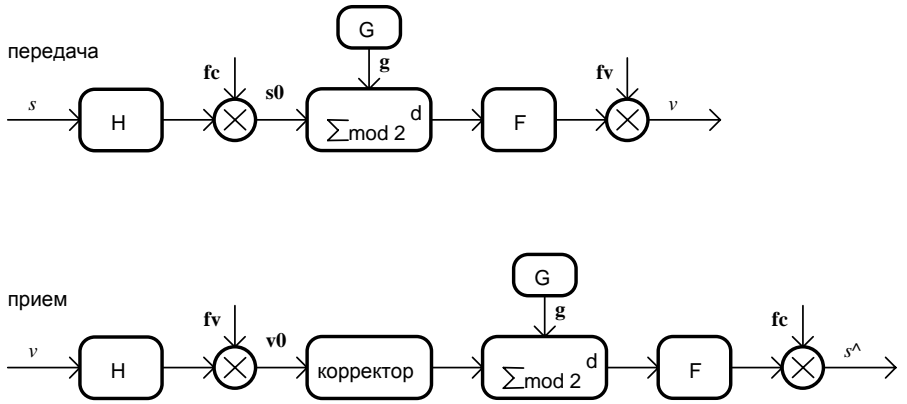 G
передача
g
fc
s0
fv
s
H
∑mod 2^d
F
v
G
прием
g
fv
v0
fc
v
H
корректор
∑mod 2^d
F
s^